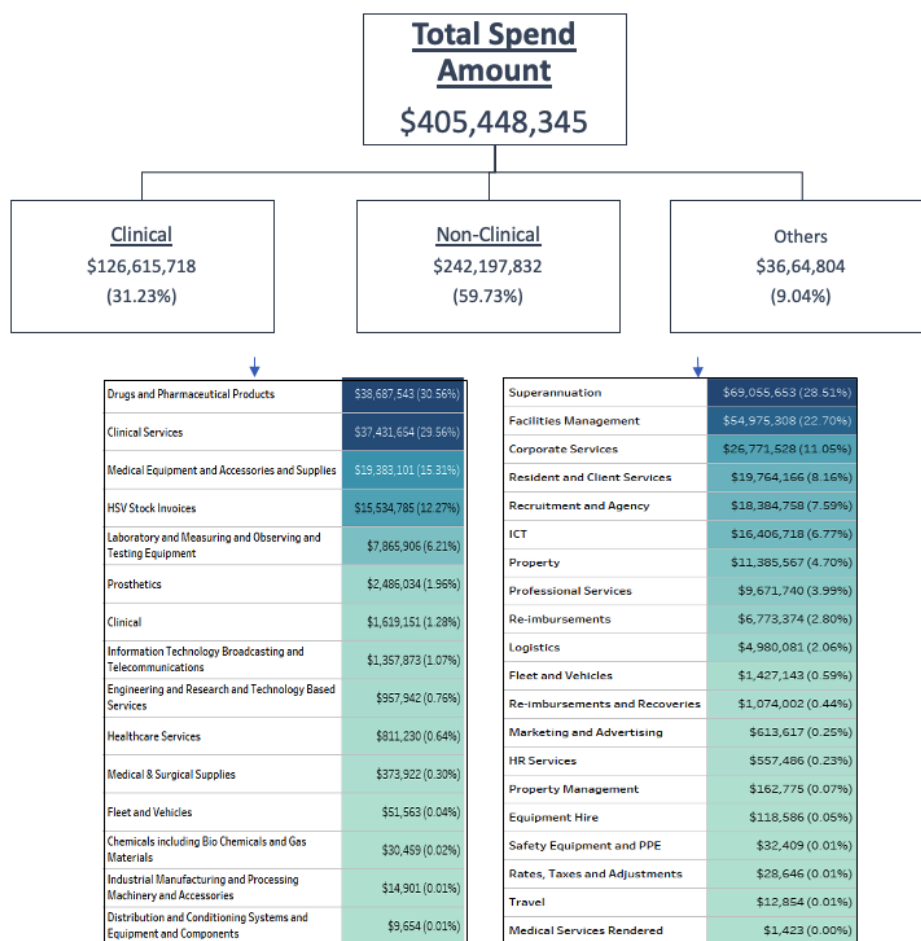 Total Spend
Amount
$405,448,345
Clinical
$126,615,718
(31.23%)
Non-Clinical
$242,197,832
(59.73%)
Others
$36,64,804
(9.04%)
Drugs and Pharmaceutical Products $38,687,543 (30.56%)
Clinical Services $37,431,654 (29.56%)
Medical Equipment and Accessories and Supplies $19,383,101 (15.31%)
HSV Stock Invoices $15,534,785 (12.27%)
Laboratory and Measuring and Observing and
Testing Equipment $7,865,906 (6.21%)
Prosthetics $2,486,034 (1.96%)
Clinical $1,619,151 (1.28%)
Information Technology Broadcasting and
Telecommunications $1,357,873 (1.07%)
Engineering and Research and Technology Based
Services $957,942 (0.76%)
Healthcare Services $811,230 (0.64%)
Medical & Surgical Supplies $373,922 (0.30%)
Fleet and Vehicles $51,563 (0.04%)
Chemicals including Bio Chemicals and Gas
Materials $30,459 (0.02%)
Industrial Manufacturing and Processing
Machinery and Accessories $14,901 (0.01%)
Distribution and Conditioning Systems and
Equipment and Components $9,654 (0.01%)
Superannuation $69,055,653 (28.51%)
Facilities Management $54,975,308 (22.70%)
Corporate Services $26,771,528 (11.05%)
Resident and Client Services $19,764,166 (8.16%)
Recruitment and Agency $18,384,758 (7.59%)
ICT $16,406,718 (6.77%)
Property $11,385,567 (4.70%)
Professional Services $9,671,740 (3.99%)
Re-imbursements $6,773,374 (2.80%)
Logistics $4,980,081 (2.06%)
Fleet and Vehicles $1,427,143 (0.59%)
Re-imbursements and Recoveries $1,074,002 (0.44%)
Marketing and Advertising $613,617 (0.25%)
HR Services $557,486 (0.23%)
Property Management $162,775 (0.07%)
Equipment Hire $118,586 (0.05%)
Safety Equipment and PPE $32,409 (0.01%)
Rates, Taxes and Adjustments $28,646 (0.01%)
Travel $12,854 (0.01%)
Medical Services Rendered $1,423 (0.00%)